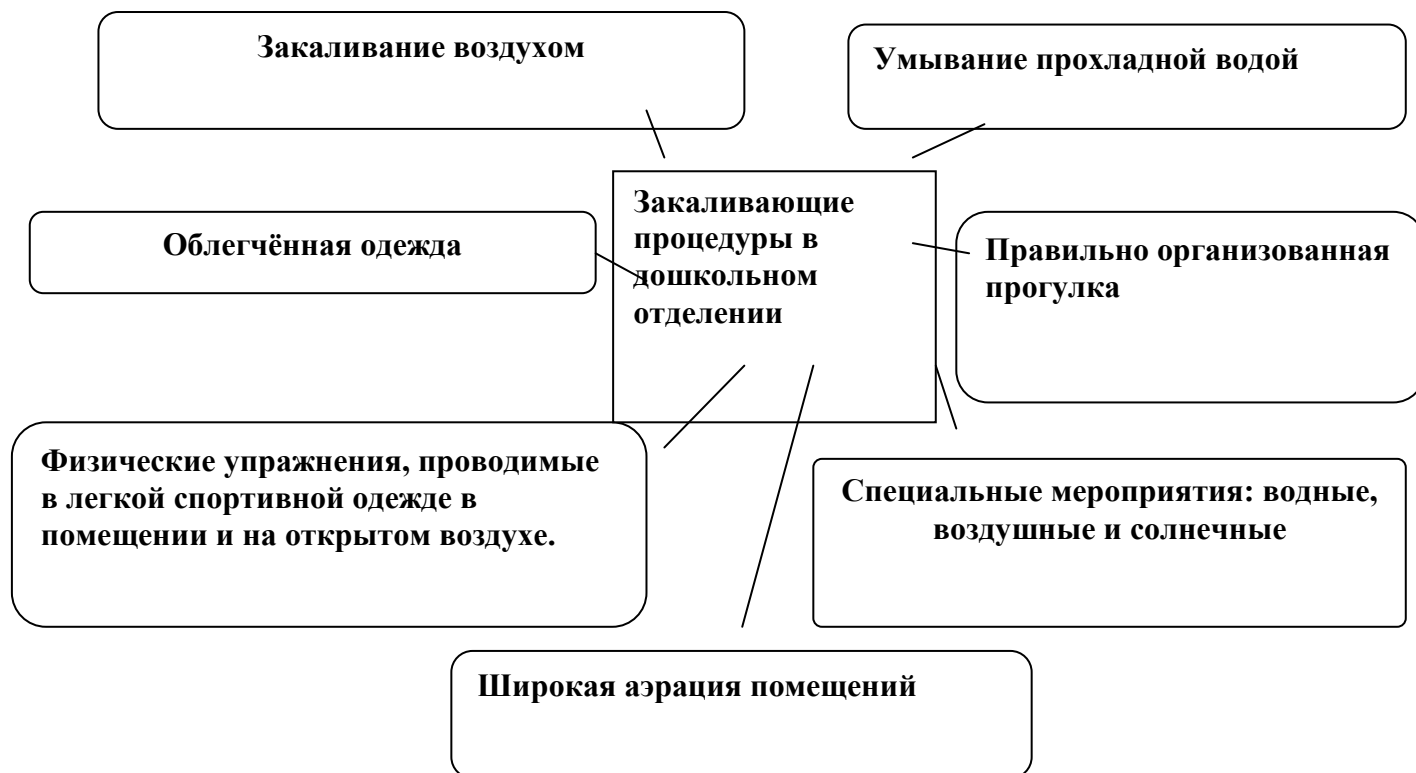 Закаливание воздухом
Умывание прохладной водой
Закаливающие
процедуры в
дошкольном
отделении
Облегчённая одежда
Правильно организованная
прогулка
Физические упражнения, проводимые
в легкой спортивной одежде в
помещении и на открытом воздухе.
Специальные мероприятия: водные,
воздушные и солнечные
Широкая аэрация помещений